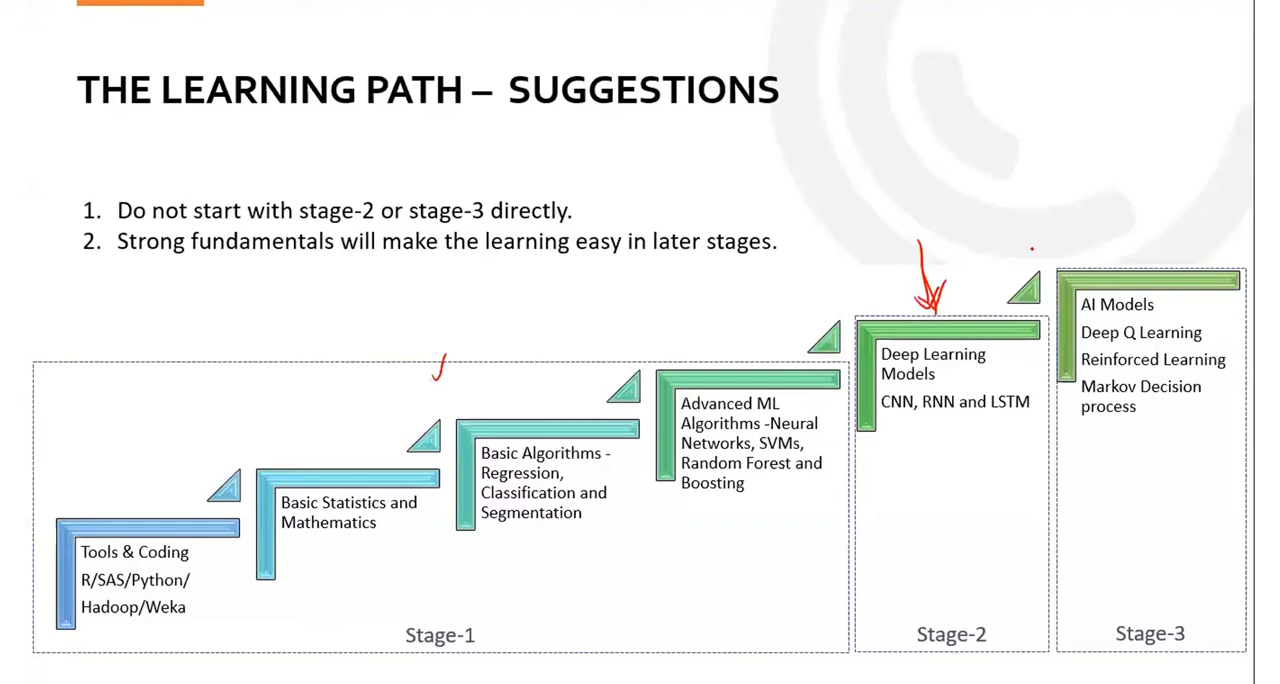 THE LEARNING PATH – SUGGESTIONS
1. Do not start with stage-2 or stage-3 directly.
2. Strong fundamentals will make the learning easy in later stages.
Tools & Coding
R/SAS/Python/
Hadoop/Weka
Basic Statistics and
Mathematics
Basic Algorithms -
Regression,
Classification and
Segmentation
Advanced ML
Algorithms -Neural
Networks, SVMs,
Random Forest and
Boosting
Stage-1
Deep Learning
Models
CNN, RNN and LSTM
Stage-2
AI Models
Deep Q Learning
Reinforced Learning
Markov Decision
process
Stage-3